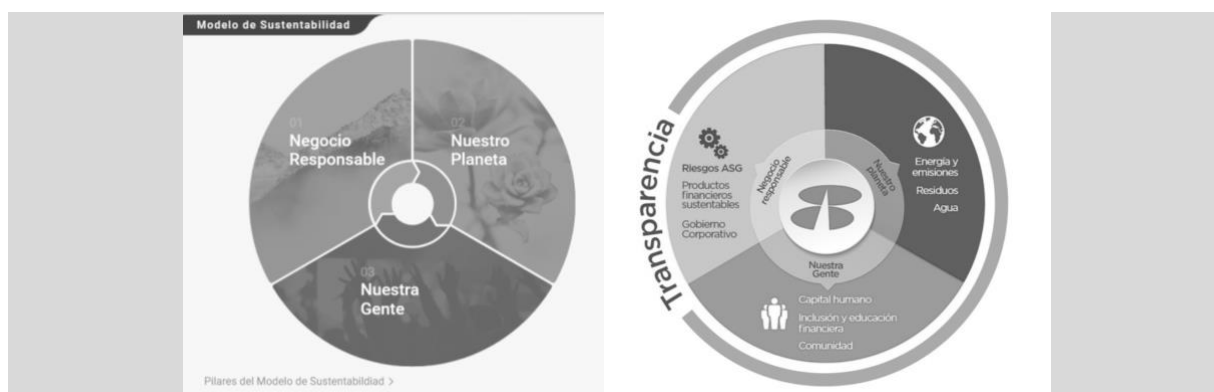 Modelo de Sustentabilidad
01
Negocio
Responsable
02
Nuestro
Planeta
03
Nuestra
Gente
Pilares del Modelo de Sustentabildiad >
Transparencia
Riesgos ASG
Productos
financieros
sustentables
Gobierno
Corporativo
Negocio
responsable
Nuestro
planeta
Energía y
emisiones
Residuos
Agua
Nuestra
Gente
Capital humano
Inclusión y educación
financiera
Comunidad